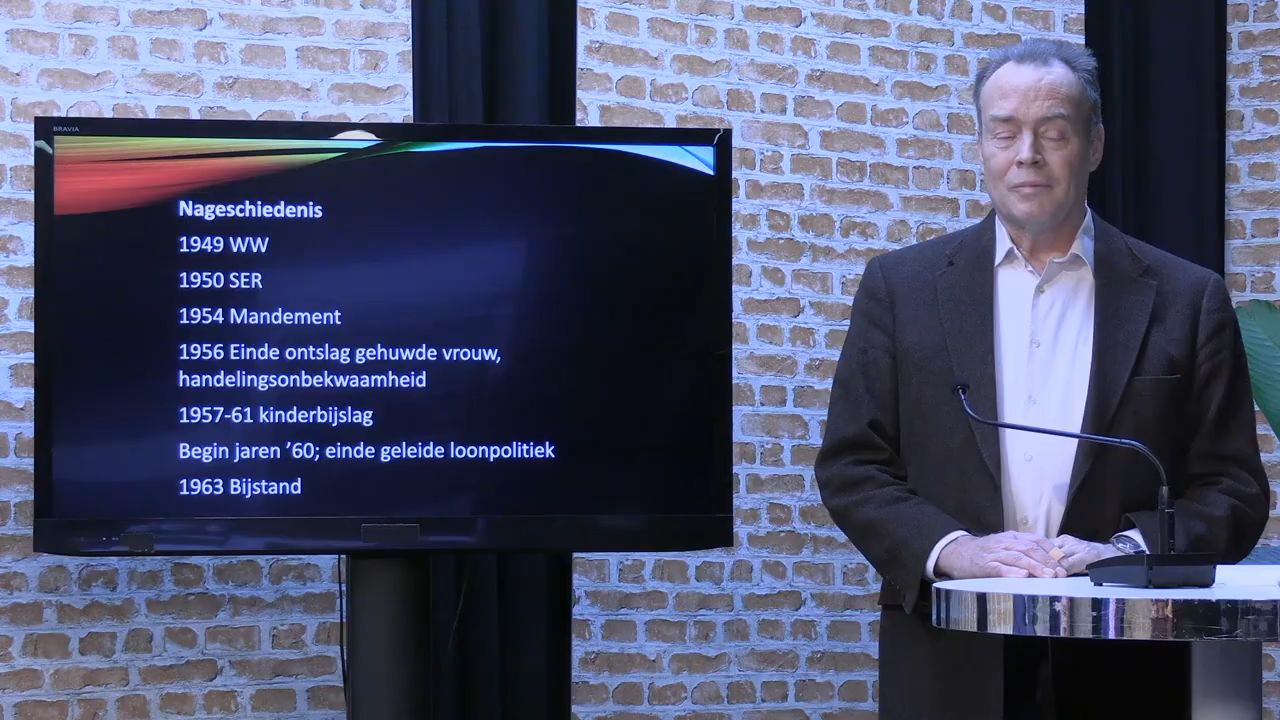 BRAVIA
Nageschiedenis
1949 WW
1950 SER
1954 Mandement
1956 Einde ontslag gehuwde vrouw,
handelingsonbekwaamheid
1957-61 kinderbijslag
Begin jaren ’60; einde geleide loonpolitiek
1963 Bijstand